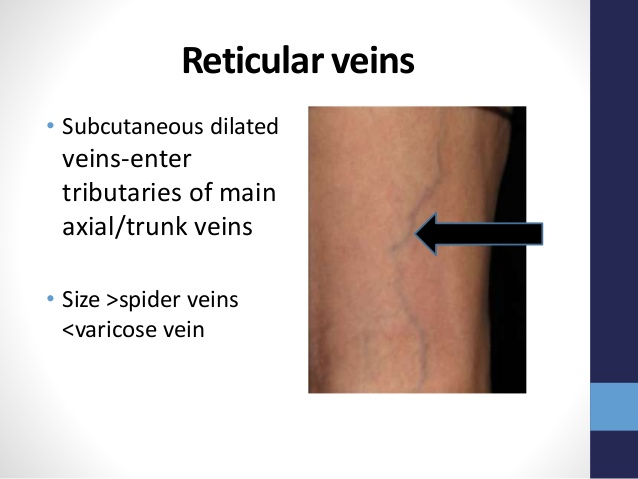 Reticular veins
• Subcutaneous dilated
veins-enter
tributaries of main
axial/trunk veins
• Size >spider veins
<varicose vein